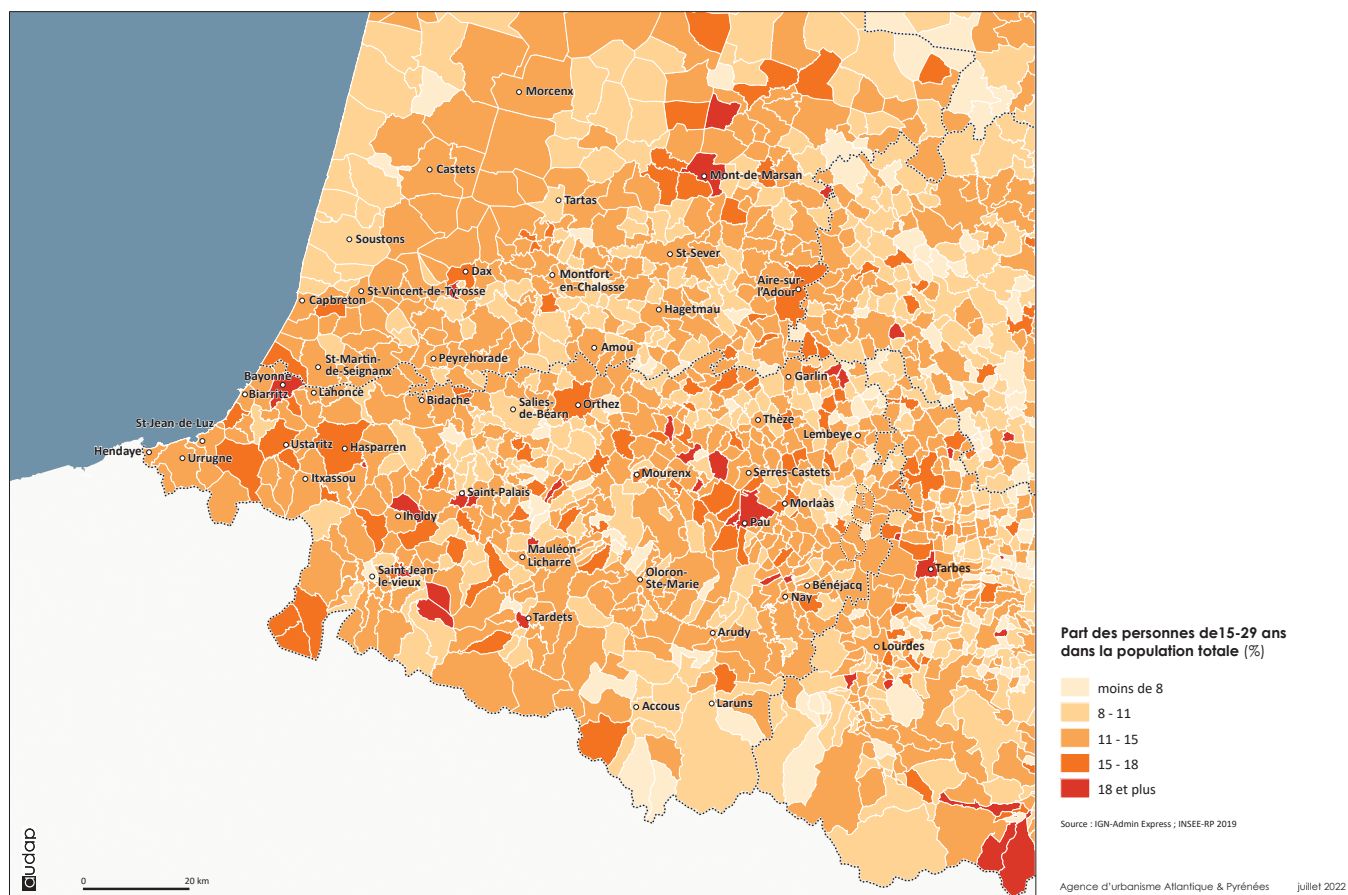 Morcenx
Castets
Mont-de-Marsan
Tartas
Soustons
St-Sever
Dax
Montfort-
en-Chalosse
Aire-sur-
l'Adour
St-Vincent-de-Tyrosse
Capbreton
Hagetmau
Amou
St-Martin-
de-Seignanx
Peyrehorade
Bayonne
Garlin
Biarritz
Lahonce
Bidache
Salies-
de-Béarn
Orthez
St-Jean-de-Luz
Thèze
Lembeye
Hendaye
Urrugne
Ustaritz
Hasparren
Itxassou
Mourenx
Serres-Castets
Saint-Palais
Morlaàs
Iholdy
Pau
Mauléon-
Licharre
Tarbes
Saint-Jean-
le-vieux
Oloron-
Ste-Marie
Bénéjacq
Nay
Tardets
Arudy
Lourdes
Accous
Laruns
Part des personnes de15-29 ans
dans la population totale (%)
moins de 8
8 - 11
11 - 15
15 - 18
18 et plus
Source : IGN-Admin Express ; INSEE-RP 2019
audap
0 20 km
Agence d'urbanisme Atlantique & Pyrénées juillet 2022